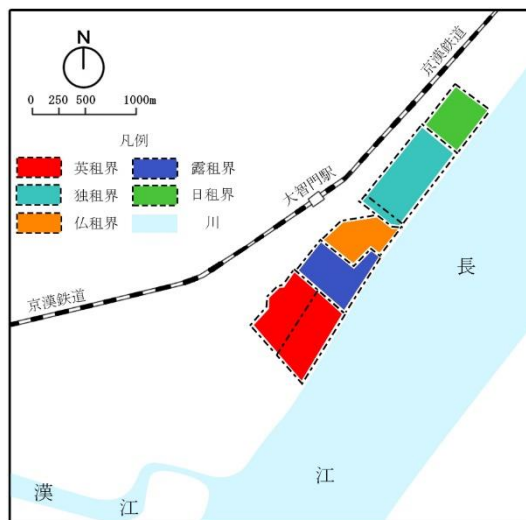 N
0 250 500 1000m
凡例
英租界
露租界
独租界
日租界
仏租界
川
京漢鉄道
大智門駅
京漢鉄道
長
江
漢
江